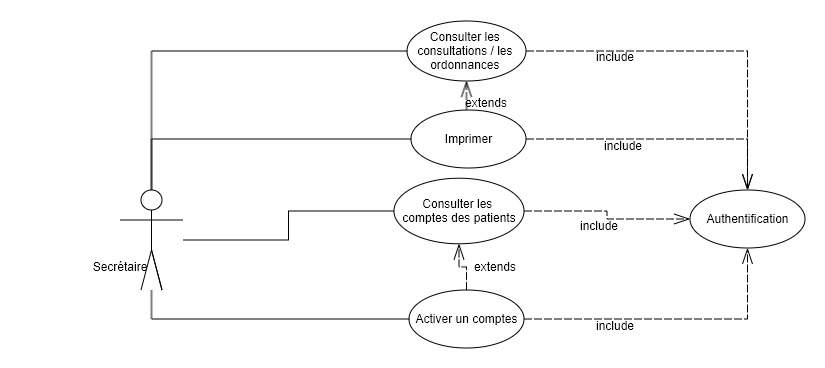 Consulter les
consultations / les
ordonnances
include
extends
Imprimer
include
Consulter les
comptes des patients
Authentification
include
Secrétaire
extends
Activer un comptes
include